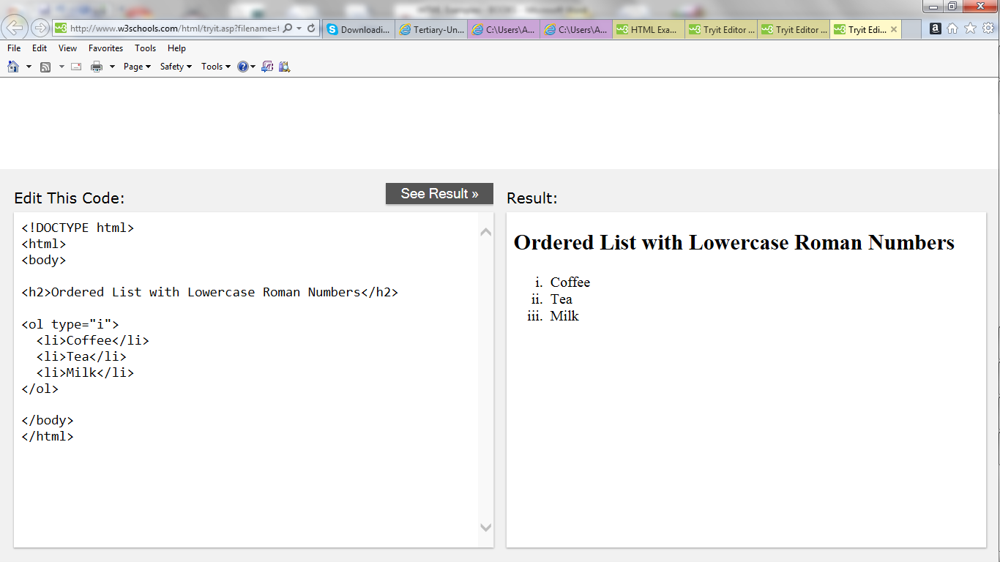 http://www.w3schools.com/html/tryit.asp?filename=t
Downloadi...
Tertiary-Un...
C:\Users\A...
C:\Users\A...
HTML Exa...
Tryit Editor ...
Tryit Editor ...
Tryit Edi...
File Edit View Favorites Tools Help
Page Safety Tools
Edit This Code:
See Result »
<!DOCTYPE html>
<html>
<body>
<h2>Ordered List with Lowercase Roman Numbers</h2>
<ol type="i">
<li>Coffee</li>
<li>Tea</li>
<li>Milk</li>
</ol>
</body>
</html>
Result:
Ordered List with Lowercase Roman Numbers
i. Coffee
ii. Tea
iii. Milk